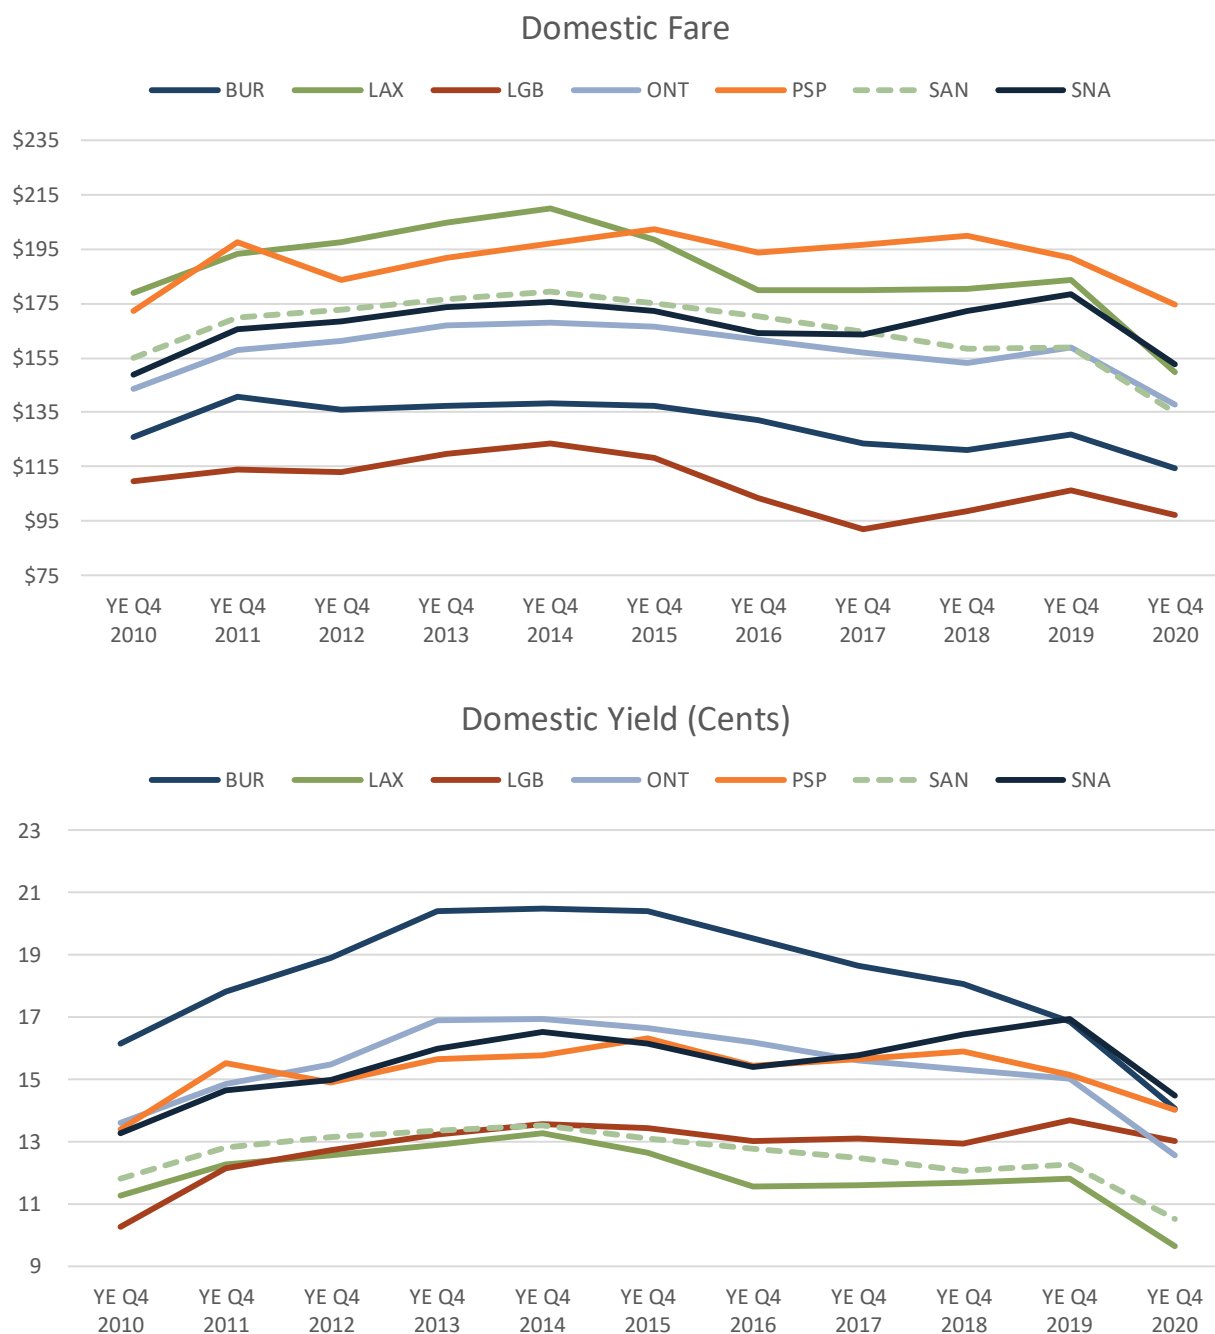 Domestic Fare
BUR LAX LGB ONT PSP SAN SNA
$235
$215
$195
$175
$155
$135
$115
$95
$75
YE Q4 YE Q4 YE Q4 YE Q4 YE Q4 YE Q4 YE Q4 YE Q4 YE Q4 YE Q4 YE Q4
2010 2011 2012 2013 2014 2015 2016 2017 2018 2019 2020
Domestic Yield (Cents)
BUR LAX LGB ONT PSP SAN SNA
23
21
19
17
15
13
11
9
YE Q4 YE Q4 YE Q4 YE Q4 YE Q4 YE Q4 YE Q4 YE Q4 YE Q4 YE Q4 YE Q4
2010 2011 2012 2013 2014 2015 2016 2017 2018 2019 2020